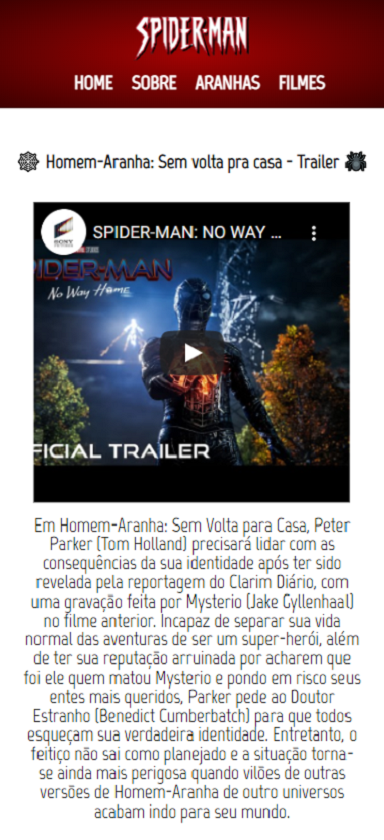 SPIDER-MAN
HOME SOBRE ARANHAS FILMES
Homem-Aranha: Sem volta pra casa - Trailer
SONY
SPIDER-MAN: NO WAY ...
IDER-MAN
No Way Home
FICIAL TRAILER
Em Homem-Aranha: Sem Volta para Casa, Peter
Parker (Tom Holland) precisará lidar com as
consequências da sua identidade após ter sido
revelada pela reportagem do Clarim Diário, com
uma gravação feita por Mysterio (Jake Gyllenhaal)
no filme anterior. Incapaz de separar sua vida
normal das aventuras de ser um super-herói, além
de ter sua reputação arruinada por acharem que
foi ele quem matou Mysterio e pondo em risco seus
entes mais queridos, Parker pede ao Doutor
Estranho (Benedict Cumberbatch) para que todos
esqueçam sua verdadeira identidade. Entretanto, o
feitiço não sai como planejado e a situação torna-
se ainda mais perigosa quando vilões de outras
versões de Homem-Aranha de outro universos
acabam indo para seu mundo.